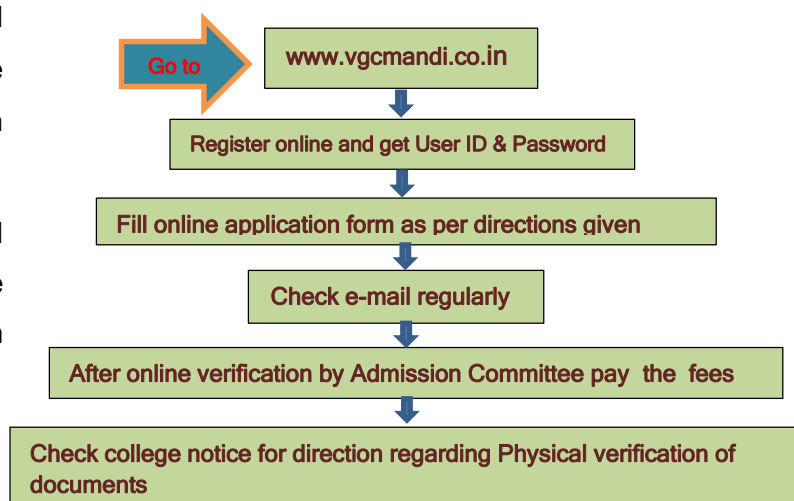 Go to
www.vgcmandi.co.in
Register online and get User ID & Password
Fill online application form as per directions given
Check e-mail regularly
After online verification by Admission Committee pay the fees
Check college notice for direction regarding Physical verification of
documents